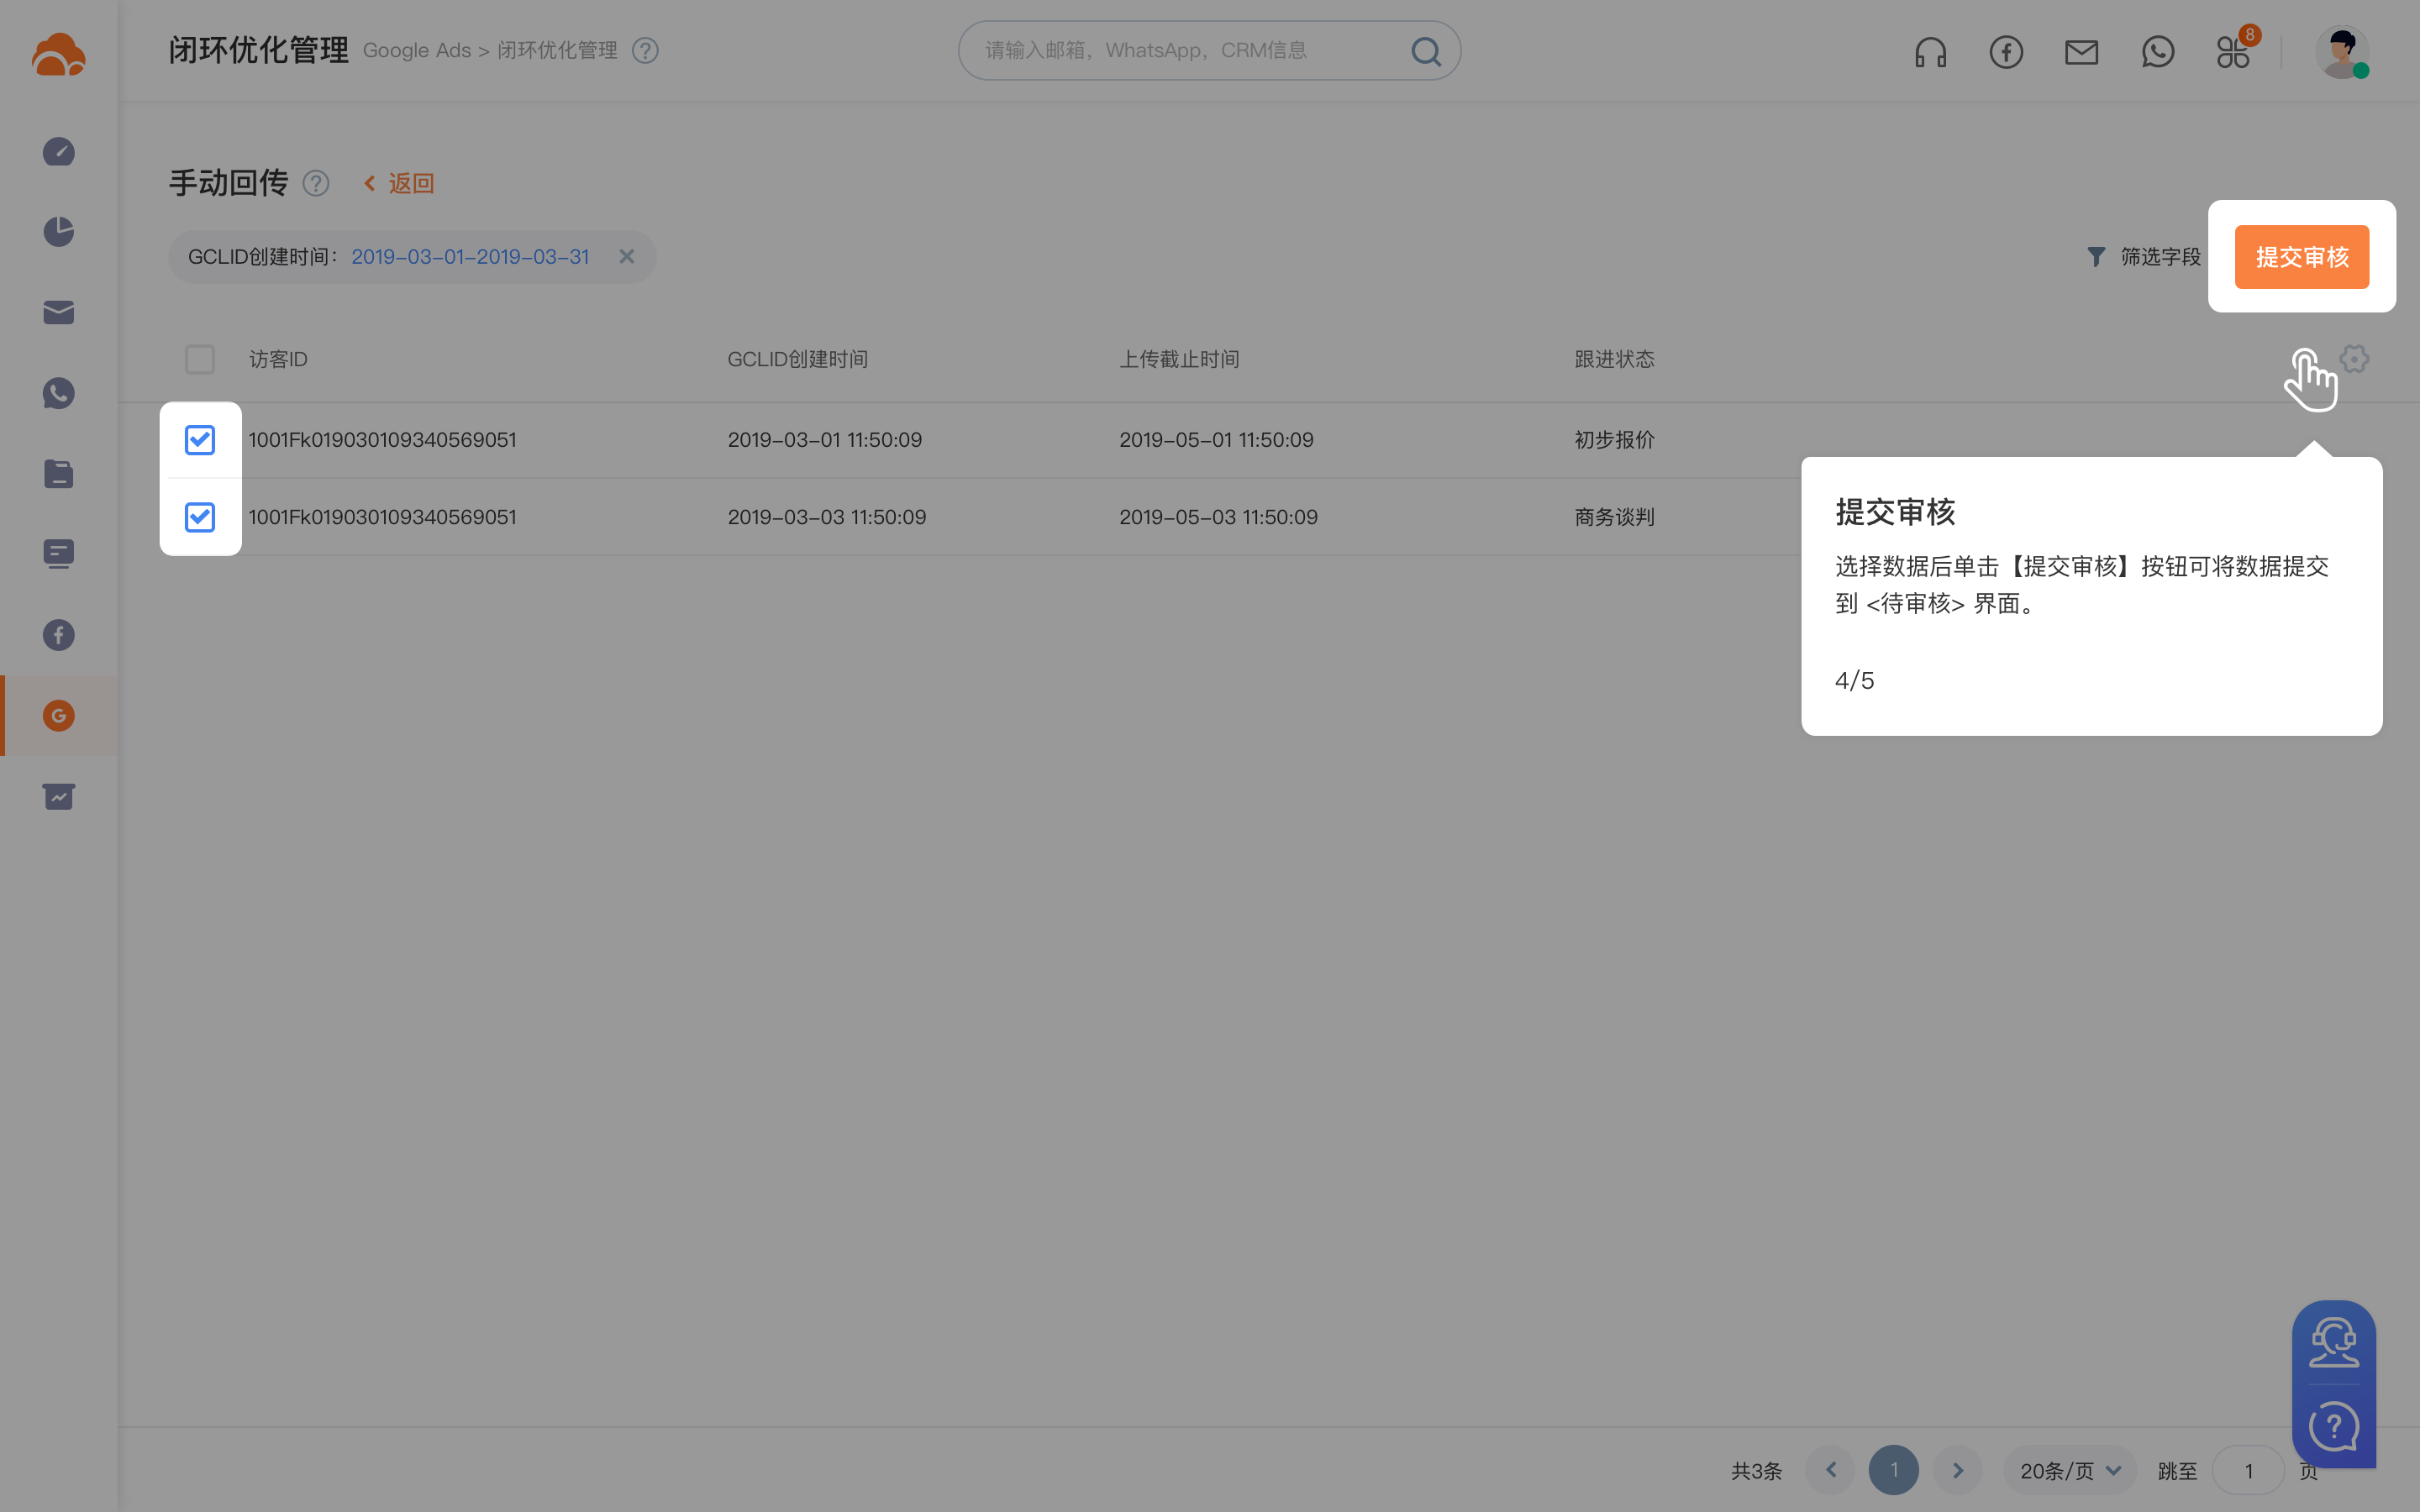 闭环优化管理 Google Ads > 闭环优化管理 ?
请输入邮箱，WhatsApp，CRM信息
8
手动回传 ? < 返回
GCLID创建时间： 2019-03-01-2019-03-31 ×
筛选字段 提交审核
访客ID GCLID创建时间 上传截止时间 跟进状态
1001Fk019030109340569051 2019-03-01 11:50:09 2019-05-01 11:50:09 初步报价
1001Fk019030109340569051 2019-03-03 11:50:09 2019-05-03 11:50:09 商务谈判
提交审核
选择数据后单击【提交审核】按钮可将数据提交
到 <待审核> 界面。
4/5
共3条 < 1 > 20条/页 跳至 1 页